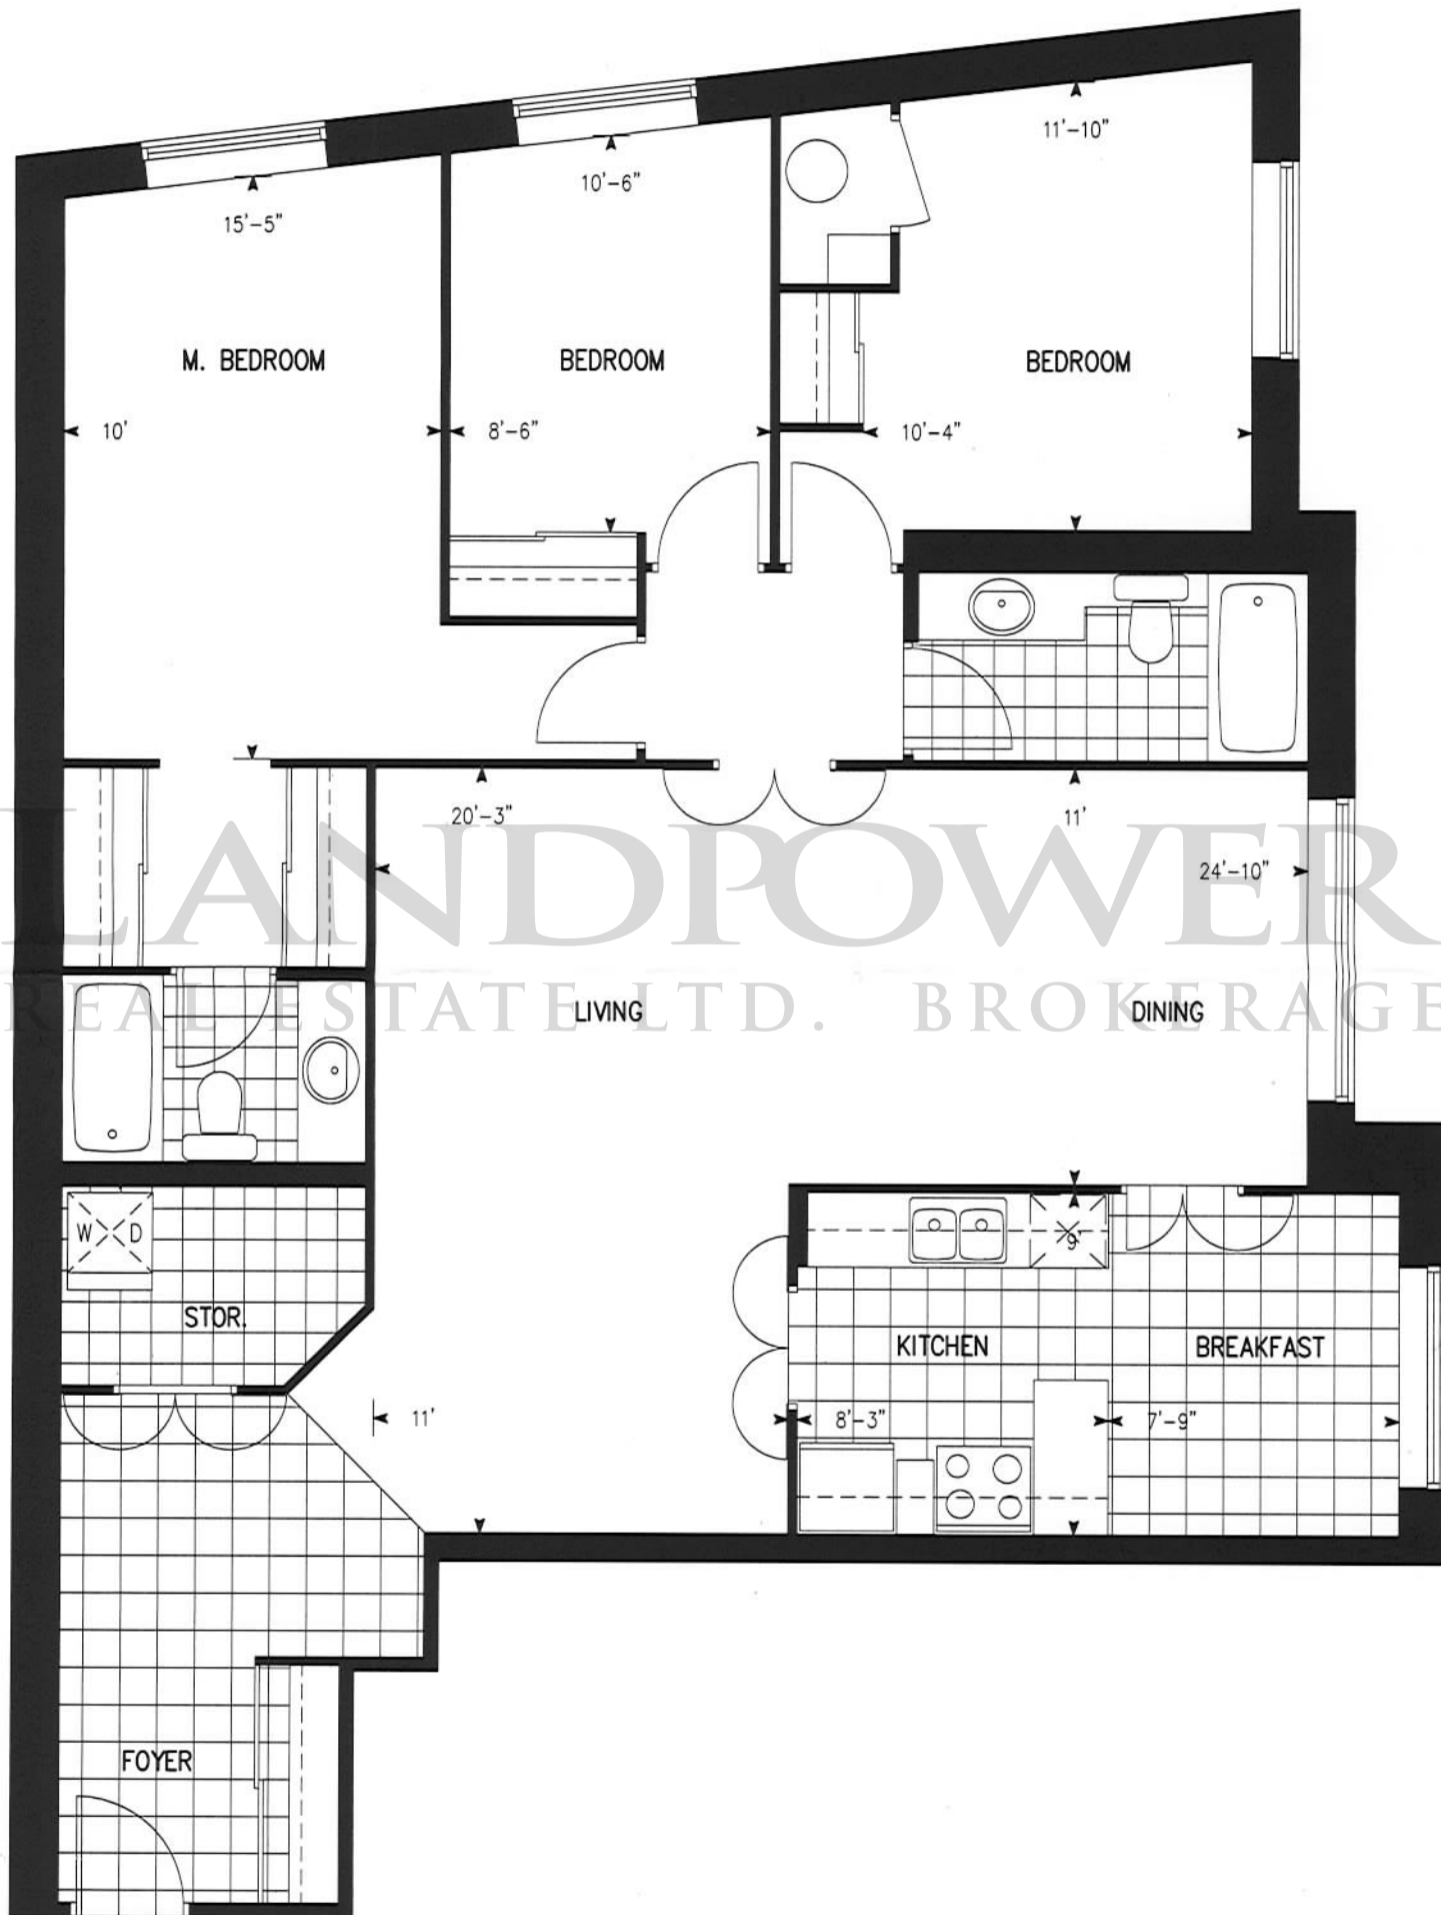 11'-10"
10'-6"
15'-5"
M. BEDROOM
BEDROOM
BEDROOM
10'
8'-6"
10'-4"
20'-3"
11'
LANDPOWER
24'-10"
REAL ESTATE LTD. BROKERAGE
LIVING
DINING
W D
9'
STOR.
KITCHEN
BREAKFAST
11'
8'-3"
7'-9"
FOYER